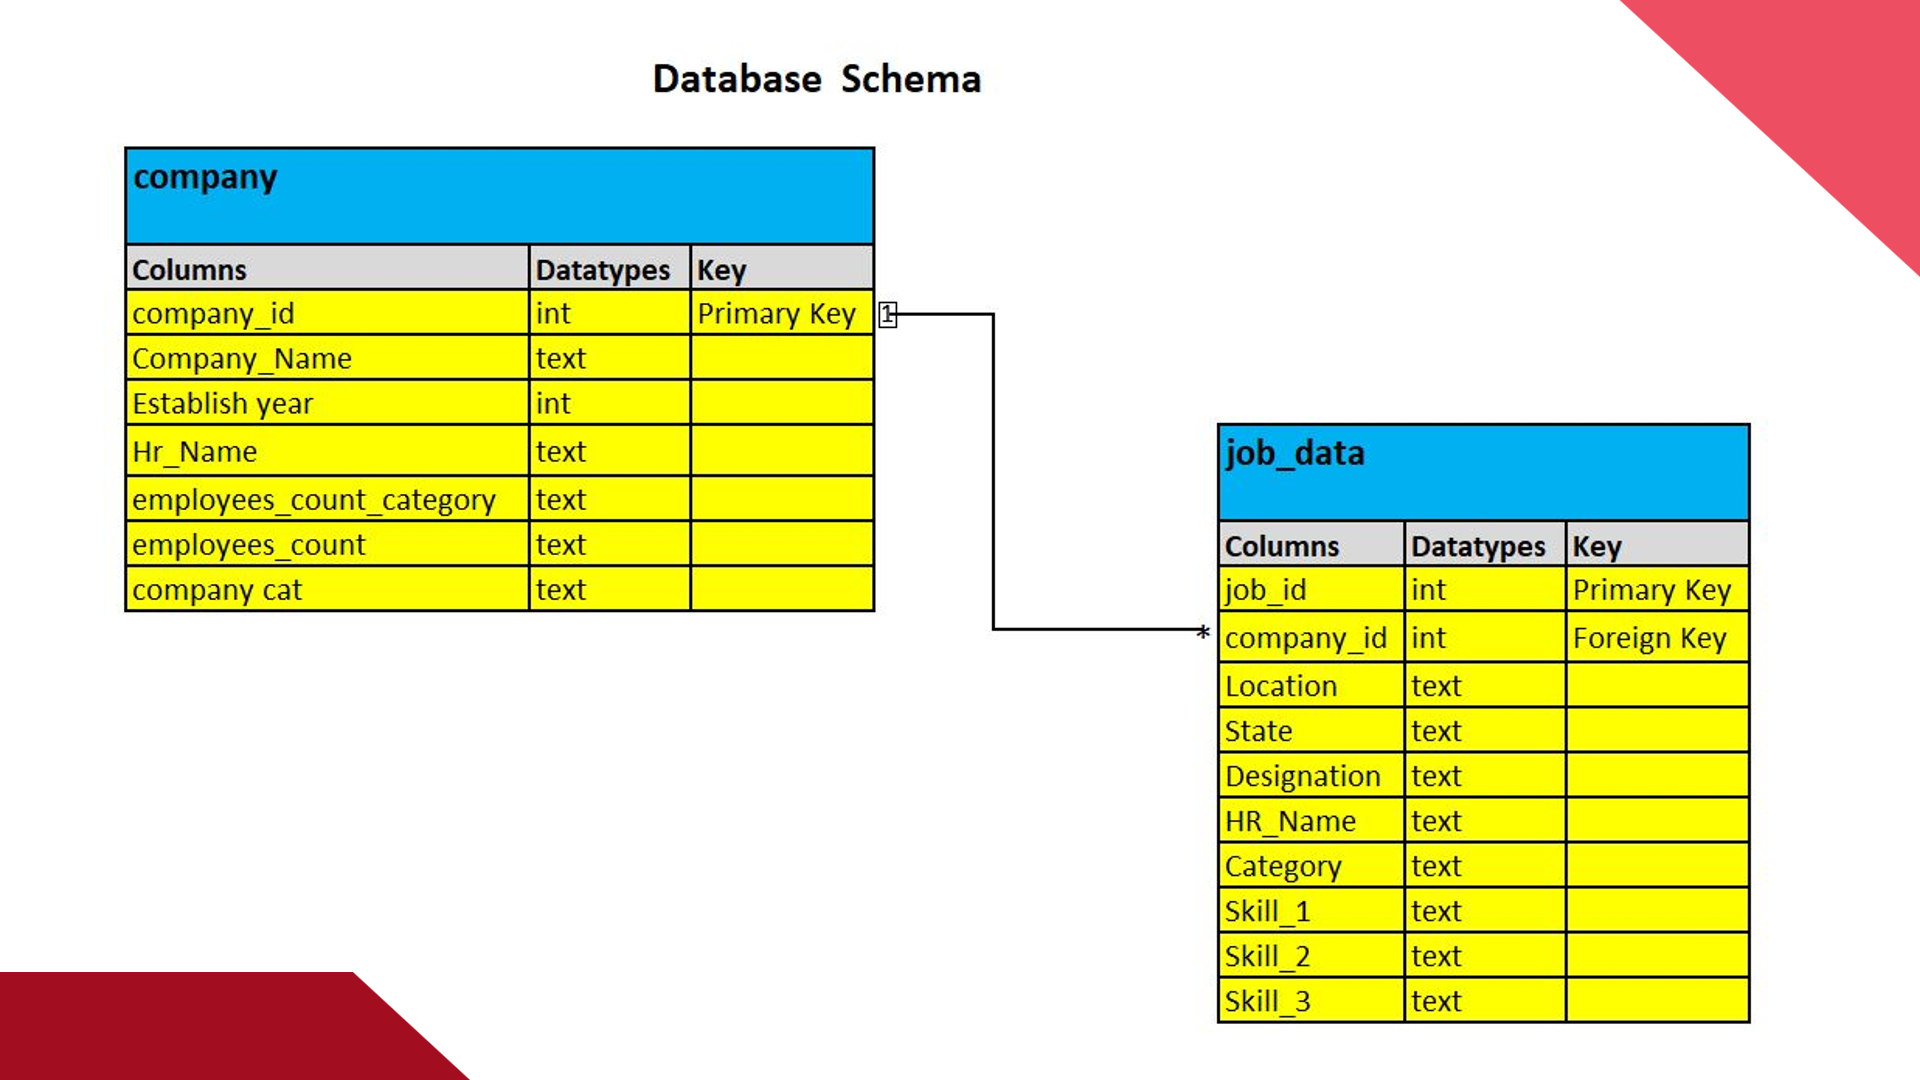 Database Schema
company
Columns Datatypes Key
company_id int Primary Key 1
Company_Name text
Establish year int
Hr_Name text
employees_count_category text
employees_count text
company cat text
job_data
Columns Datatypes Key
job_id int Primary Key
* company_id int Foreign Key
Location text
State text
Designation text
HR_Name text
Category text
Skill_1 text
Skill_2 text
Skill_3 text